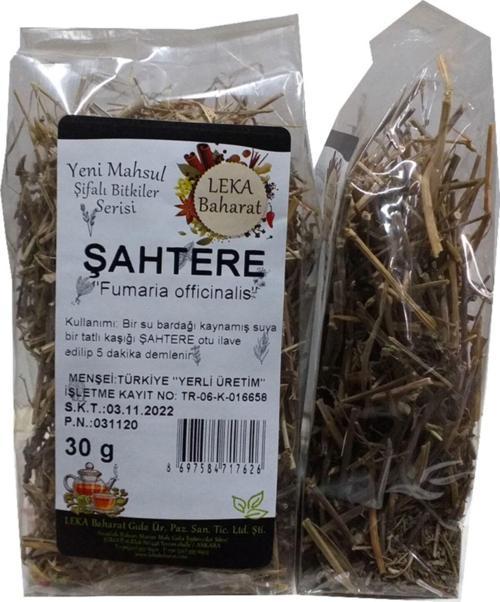 Yeni Mahsul
Şifalı Bitkiler
Serisi
LEKA
Baharat
ŞAHTERE
"Fumaria officinalis"
Kullanımı: Bir su bardağı kaynamış suya
bir tatlı kaşığı ŞAHTERE otu ilave
edilip 5 dakika demlenir
MENŞEİ:TÜRKİYE "YERLİ ÜRETİM"
İŞLETME KAYIT NO: TR-06-K-016658
S.K.T.:03.11.2022
P.N.:031120
30 g
8 697584 717626
LEKA Baharat Gıda Ür. Paz. San. Tic. Ltd. Şti.